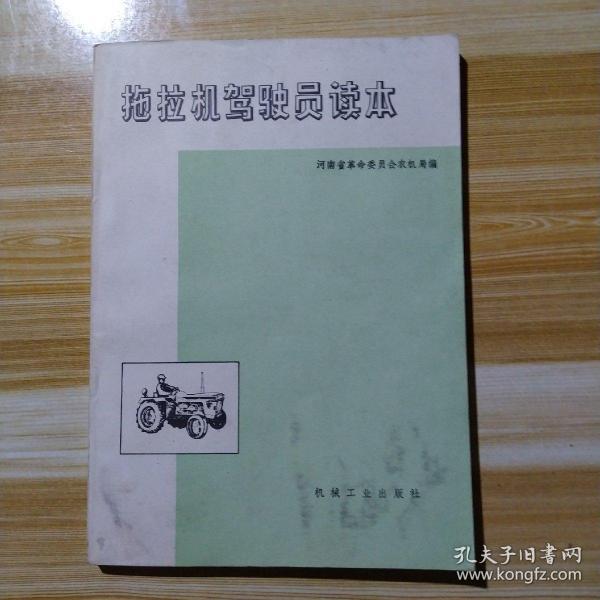 拖拉机驾驶员读本
河南省革命委员会农机局编
机械工业出版社
孔夫子旧书网
www.kongfz.com